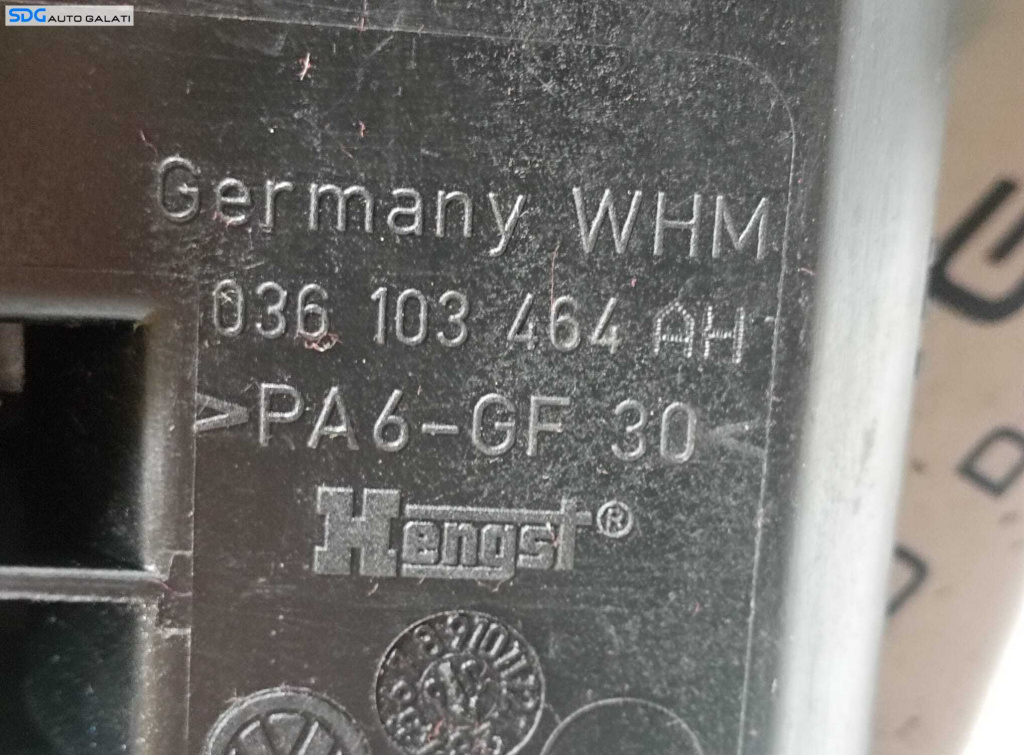 SDG AUTO GALATI
Germany WHM
036 103 464 AH
>PA6-GF 30<
Hengst®